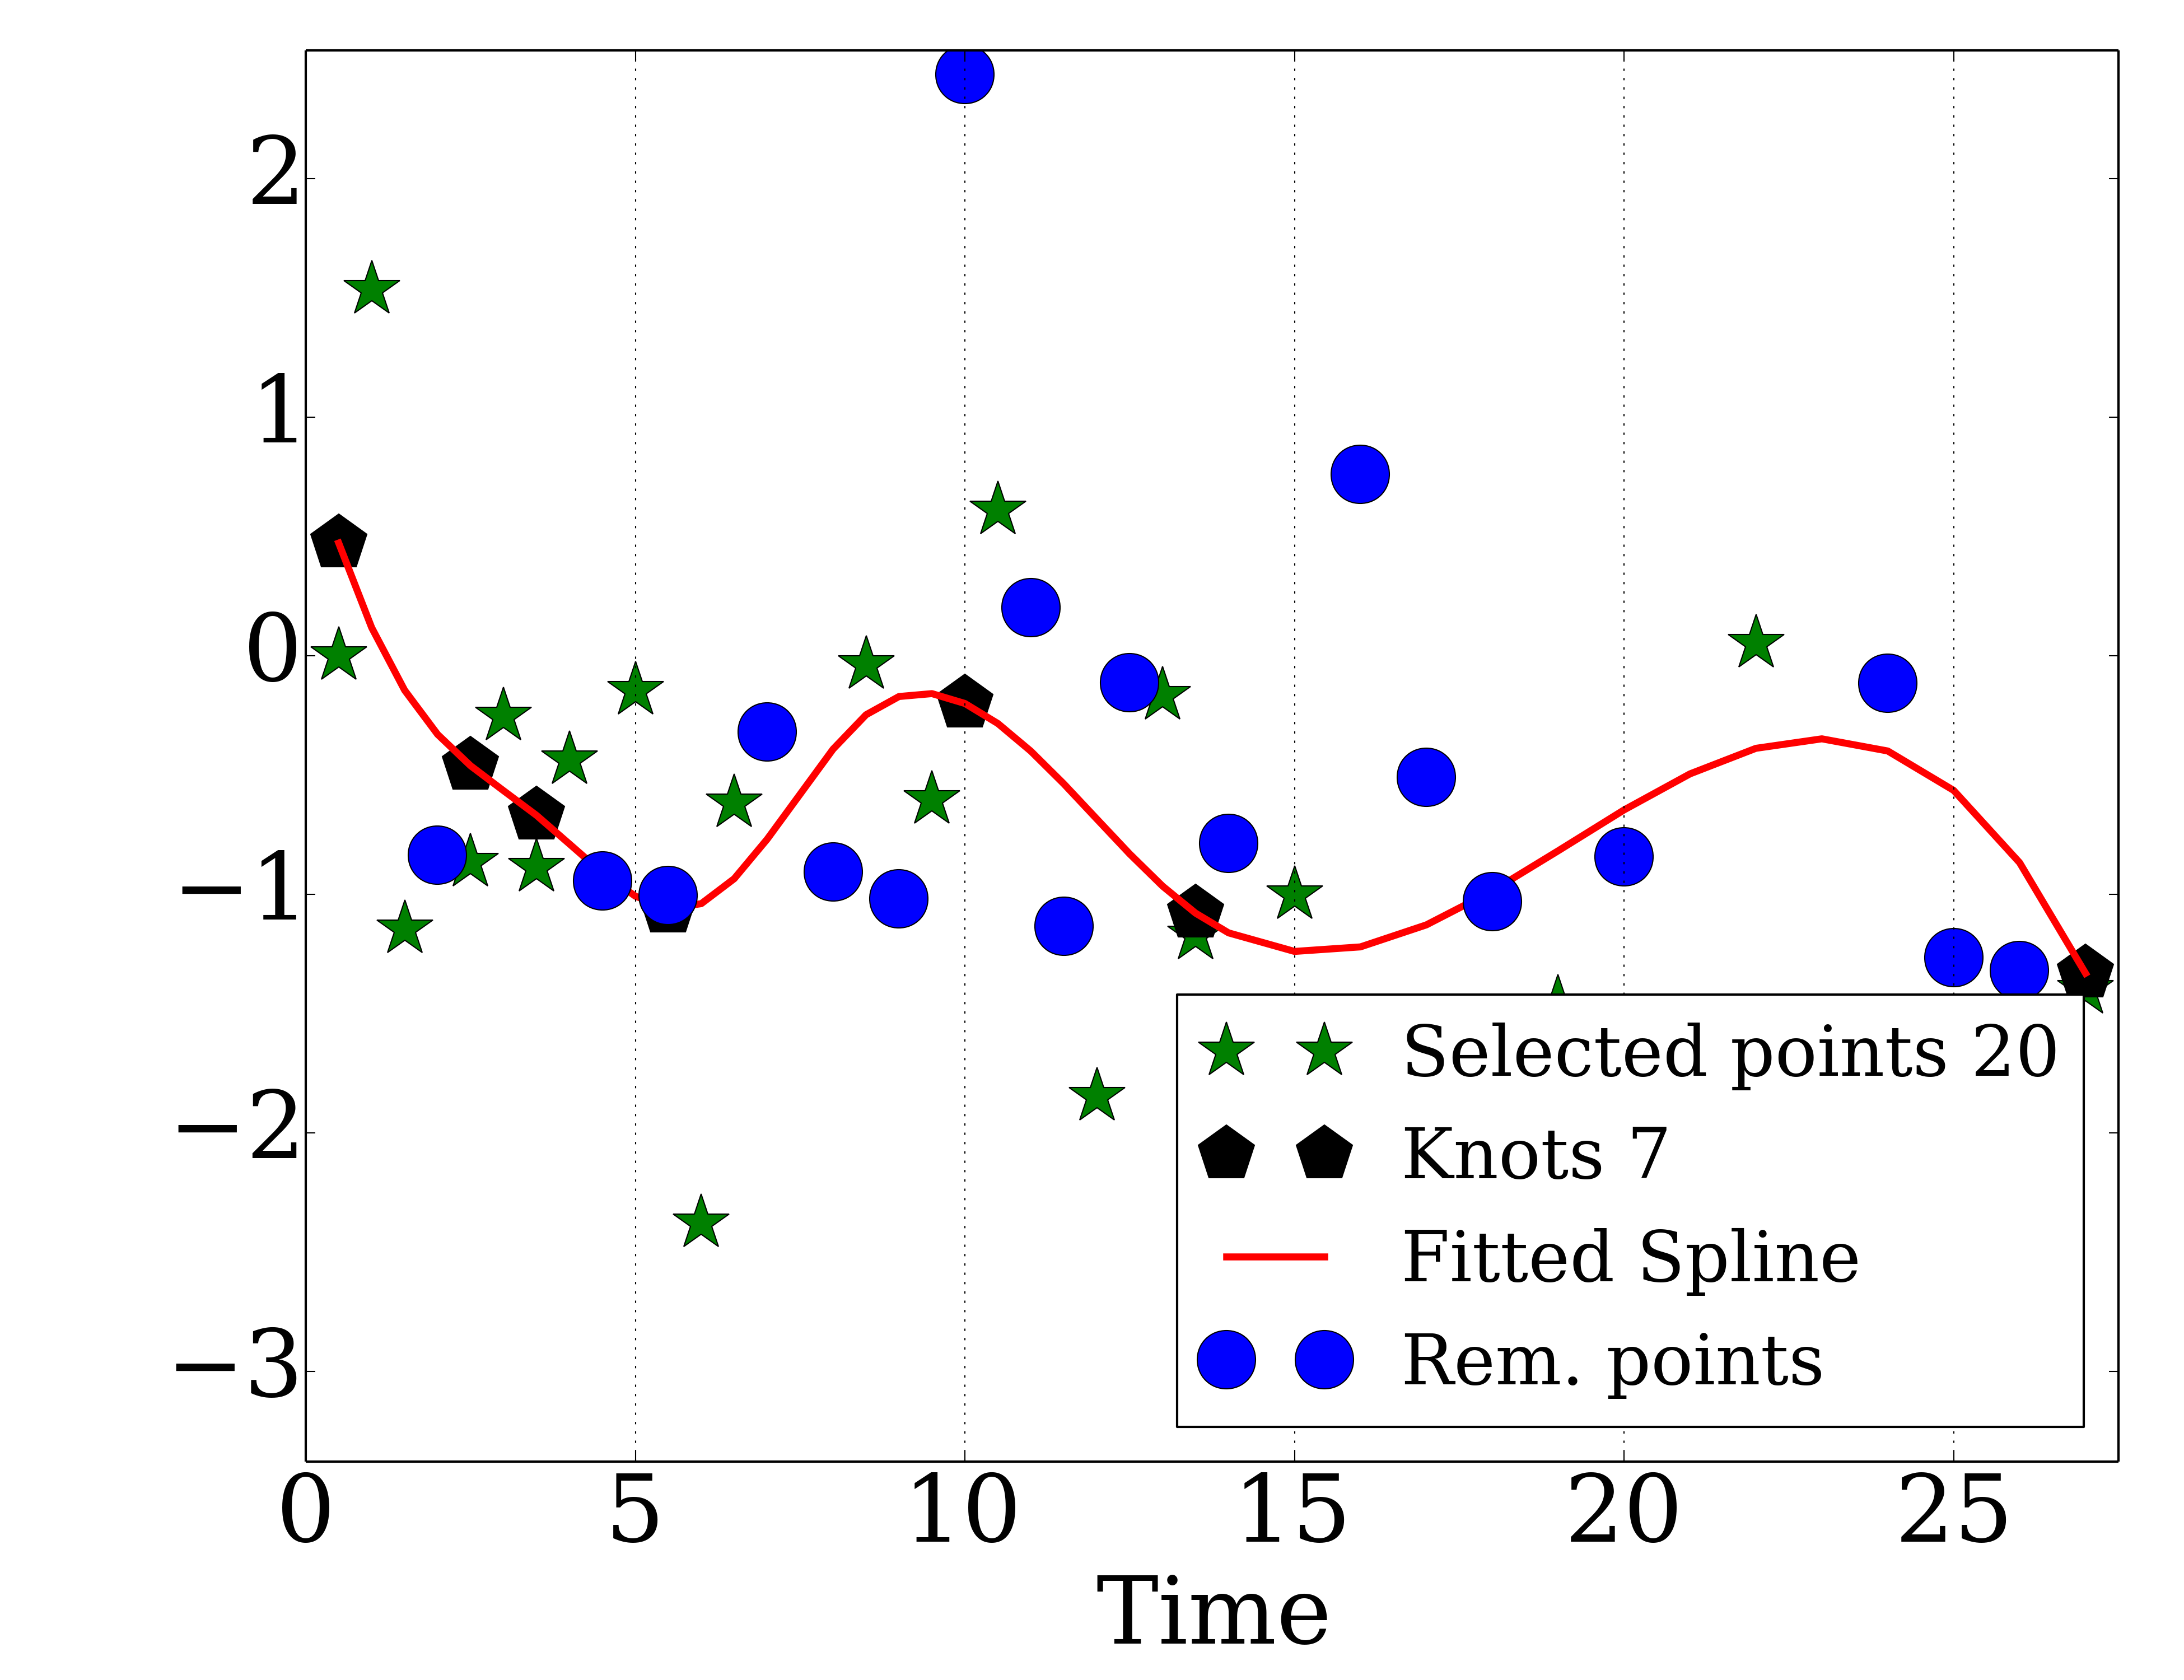 2
1
0
−1
−2
−3
0 5 10 15 20 25
Time
Selected points 20
Knots 7
Fitted Spline
Rem. points